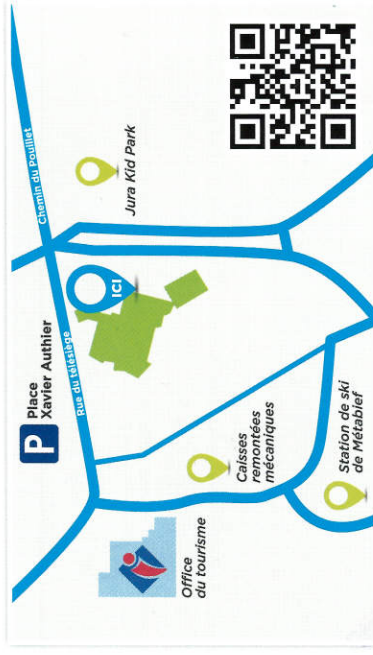 P
Place
Xavier Authier
Rue du télésiège
Chemin du Pouillet
ICI
Jura Kid Park
Office
du tourisme
Caisses
remontées
mécaniques
Station de ski
de Métabief